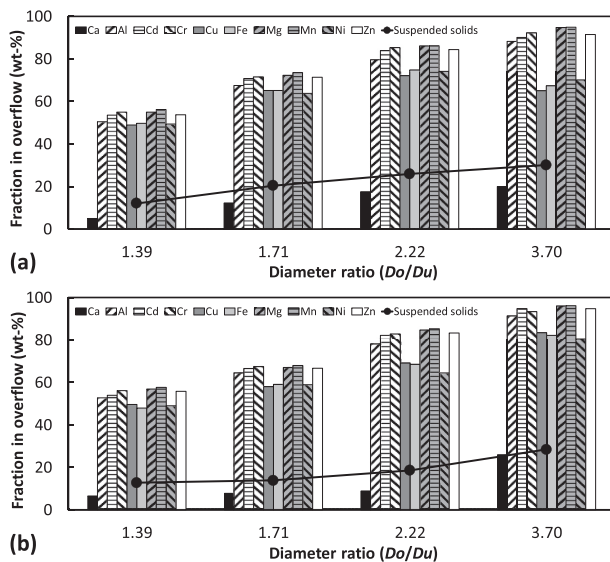 100
Ca Al Cd Cr Cu Fe Mg Mn Ni Zn Suspended solids
80
60
40
20
0
Fraction in overflow (wt-%)
1.39 1.71 2.22 3.70
(a) Diameter ratio (Do/Du)
100
Ca Al Cd Cr Cu Fe Mg Mn Ni Zn Suspended solids
80
60
40
20
0
Fraction in overflow (wt-%)
1.39 1.71 2.22 3.70
(b) Diameter ratio (Do/Du)